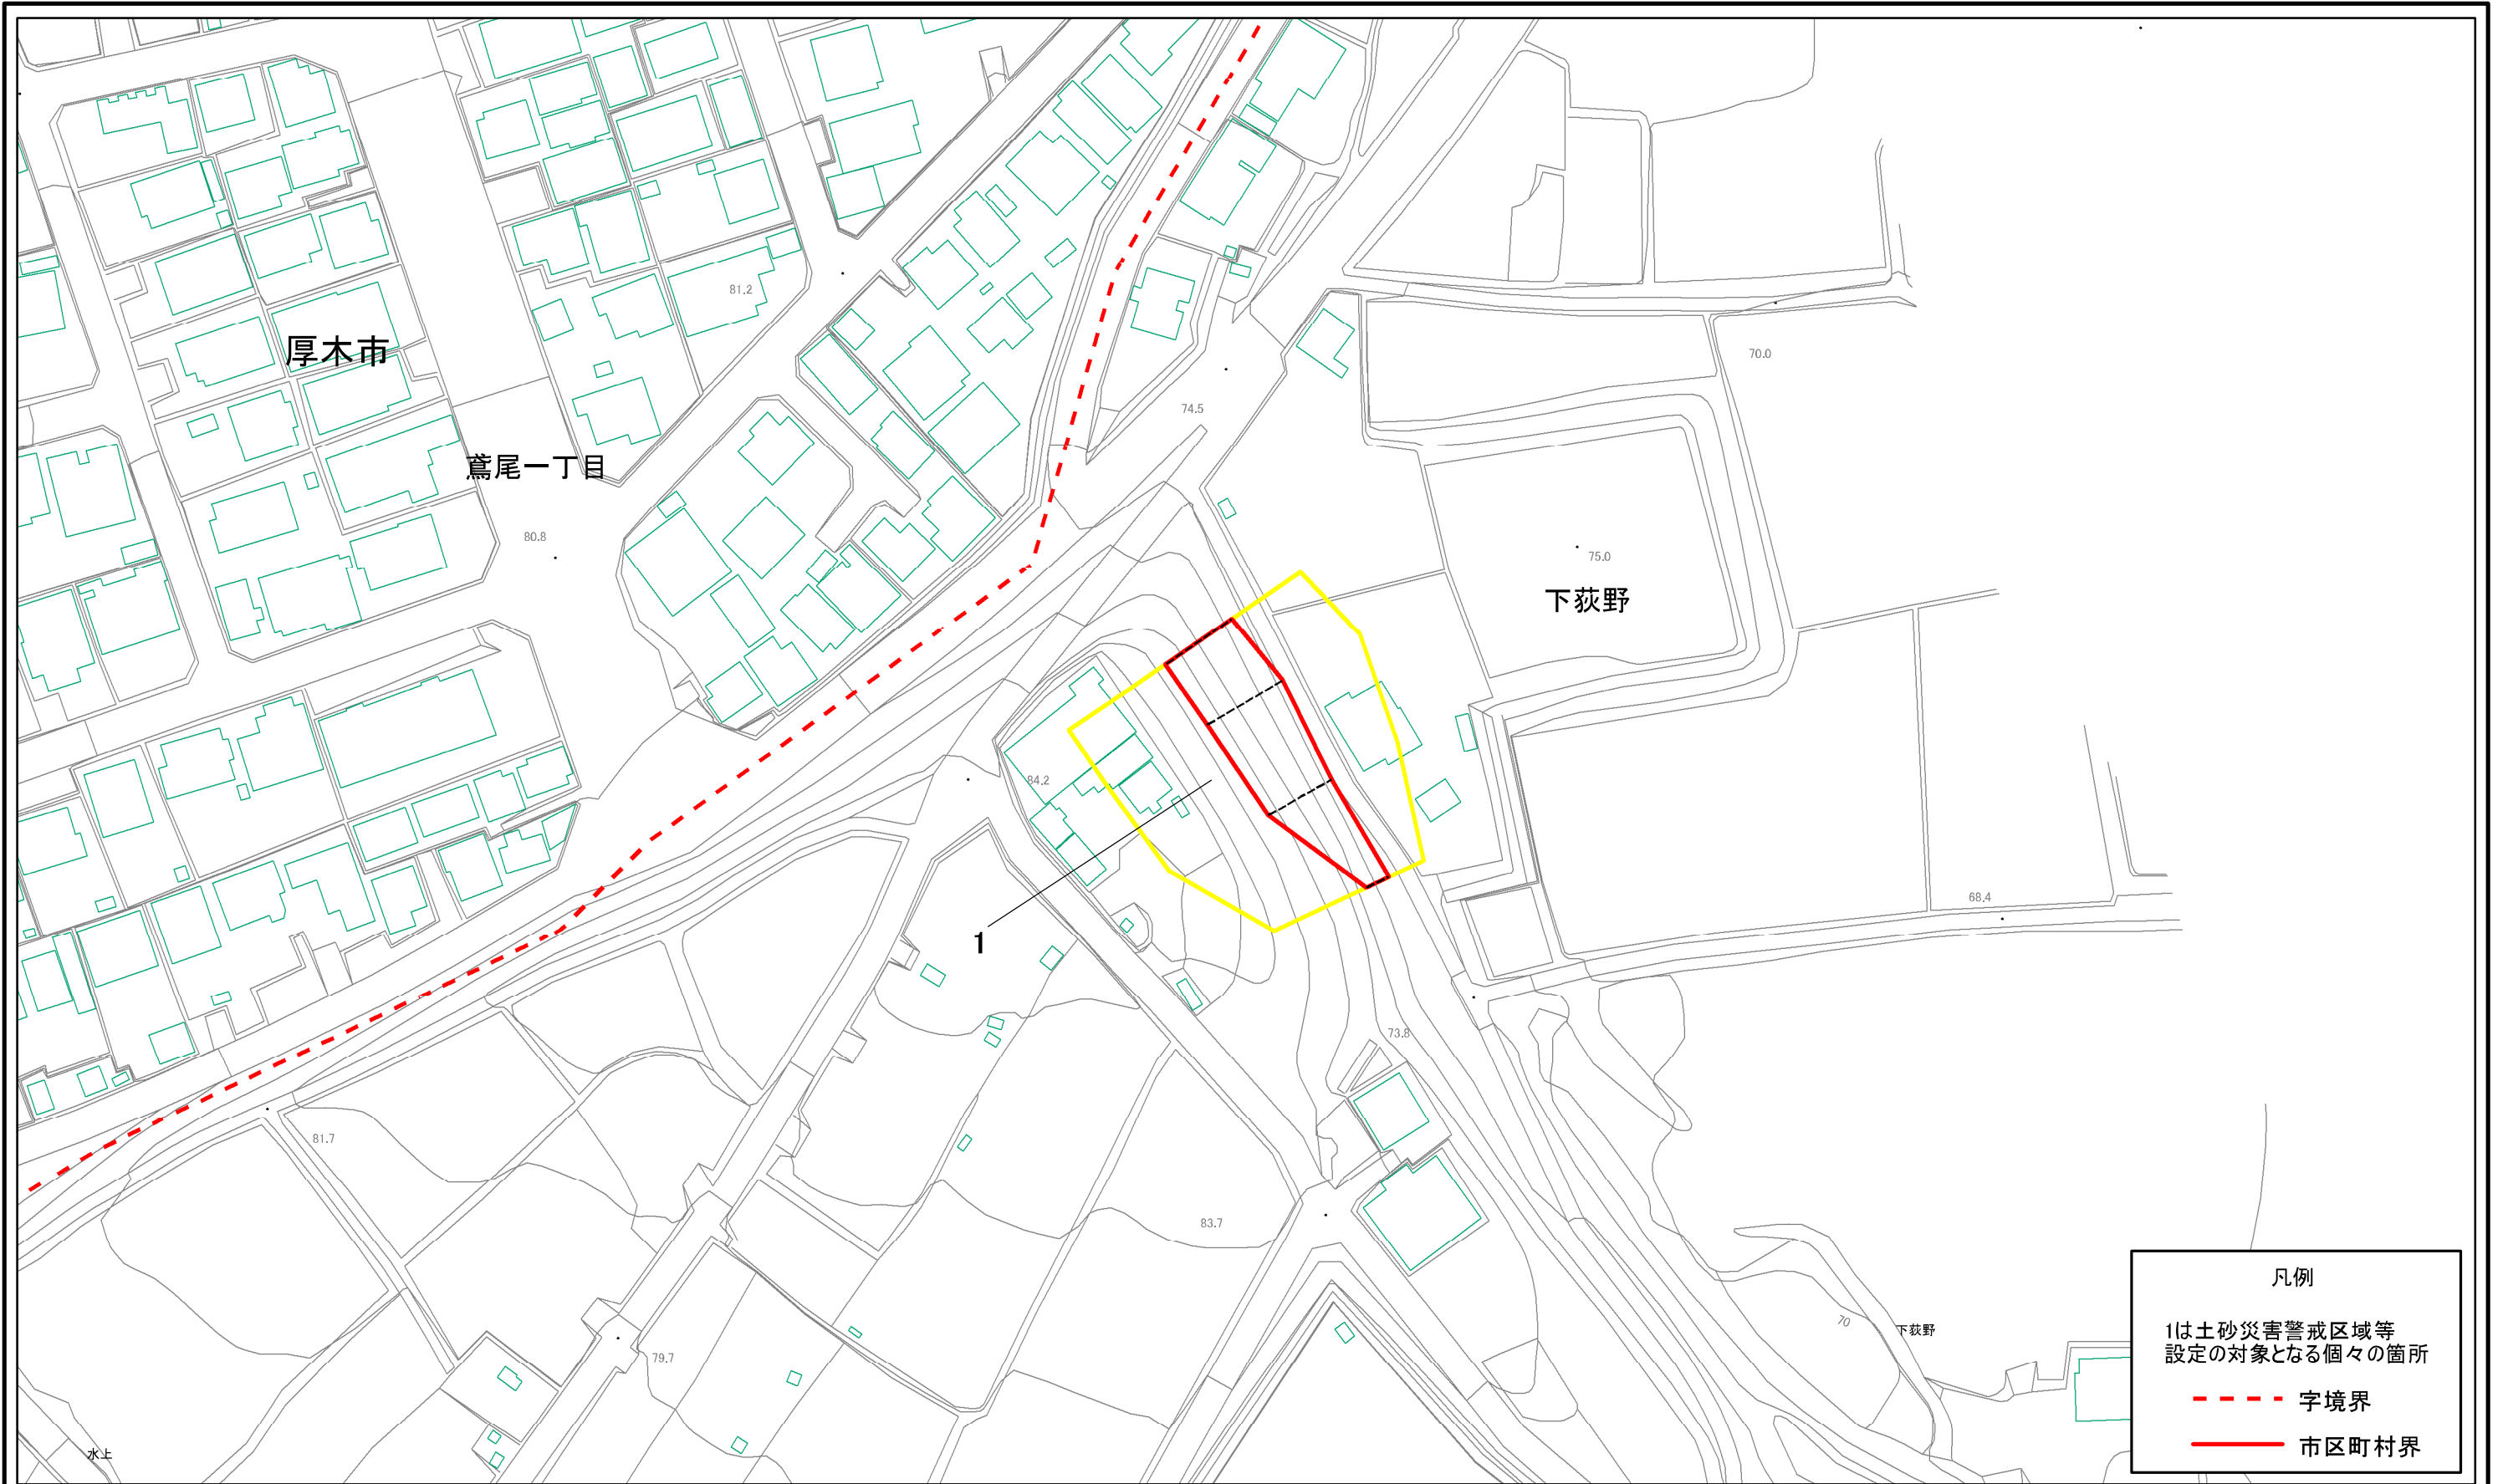 81.2
厚木市
70.0
74.5
鳶尾一丁目
80.8
75.0
下荻野
84.2
68.4
1
73.8
81.7
83.7
79.7
70
下荻野
水上
凡例
1は土砂災害警戒区域等
設定の対象となる個々の箇所
字境界
市区町村界